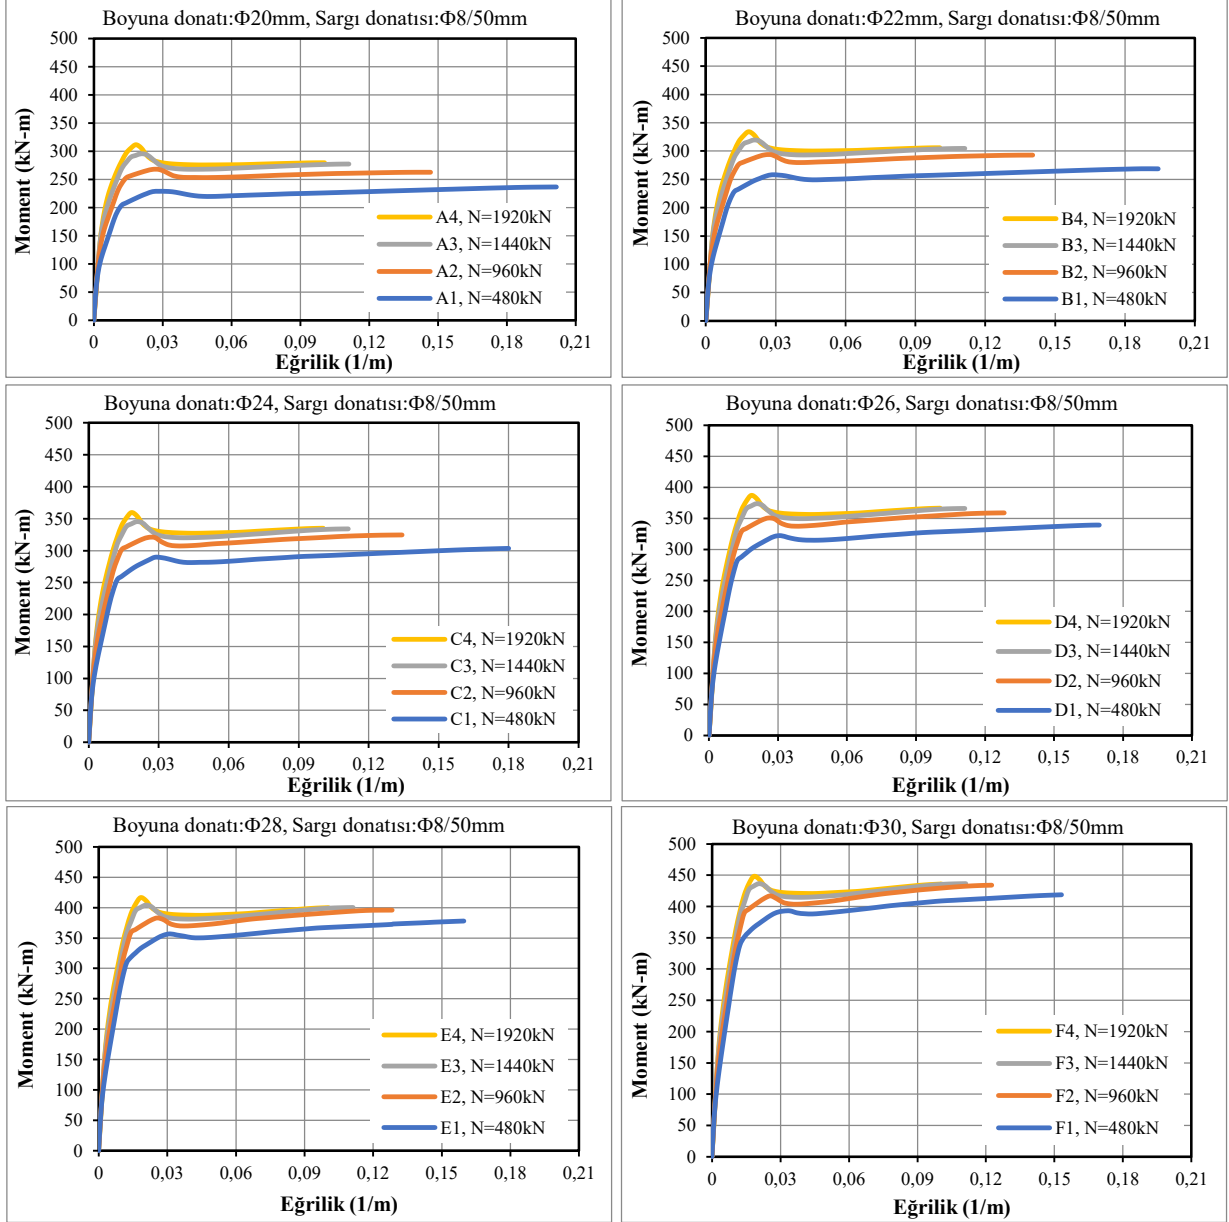 Boyuna donatı:Φ20mm, Sargı donatısı:Φ8/50mm
500
450
400
350
300
250
200
150
100
50
0
Moment (kN-m)
A4, N=1920kN
A3, N=1440kN
A2, N=960kN
A1, N=480kN
0 0,03 0,06 0,09 0,12 0,15 0,18 0,21
Eğrilik (1/m)
Boyuna donatı:Φ22mm, Sargı donatısı:Φ8/50mm
500
450
400
350
300
250
200
150
100
50
0
Moment (kN-m)
B4, N=1920kN
B3, N=1440kN
B2, N=960kN
B1, N=480kN
0 0,03 0,06 0,09 0,12 0,15 0,18 0,21
Eğrilik (1/m)
Boyuna donatı:Φ24, Sargı donatısı:Φ8/50mm
500
450
400
350
300
250
200
150
100
50
0
Moment (kN-m)
C4, N=1920kN
C3, N=1440kN
C2, N=960kN
C1, N=480kN
0 0,03 0,06 0,09 0,12 0,15 0,18 0,21
Eğrilik (1/m)
Boyuna donatı:Φ26, Sargı donatısı:Φ8/50mm
500
450
400
350
300
250
200
150
100
50
0
Moment (kN-m)
D4, N=1920kN
D3, N=1440kN
D2, N=960kN
D1, N=480kN
0 0,03 0,06 0,09 0,12 0,15 0,18 0,21
Eğrilik (1/m)
Boyuna donatı:Φ28, Sargı donatısı:Φ8/50mm
500
450
400
350
300
250
200
150
100
50
0
Moment (kN-m)
E4, N=1920kN
E3, N=1440kN
E2, N=960kN
E1, N=480kN
0 0,03 0,06 0,09 0,12 0,15 0,18 0,21
Eğrilik (1/m)
Boyuna donatı:Φ30, Sargı donatısı:Φ8/50mm
500
450
400
350
300
250
200
150
100
50
0
Moment (kN-m)
F4, N=1920kN
F3, N=1440kN
F2, N=960kN
F1, N=480kN
0 0,03 0,06 0,09 0,12 0,15 0,18 0,21
Eğrilik (1/m)